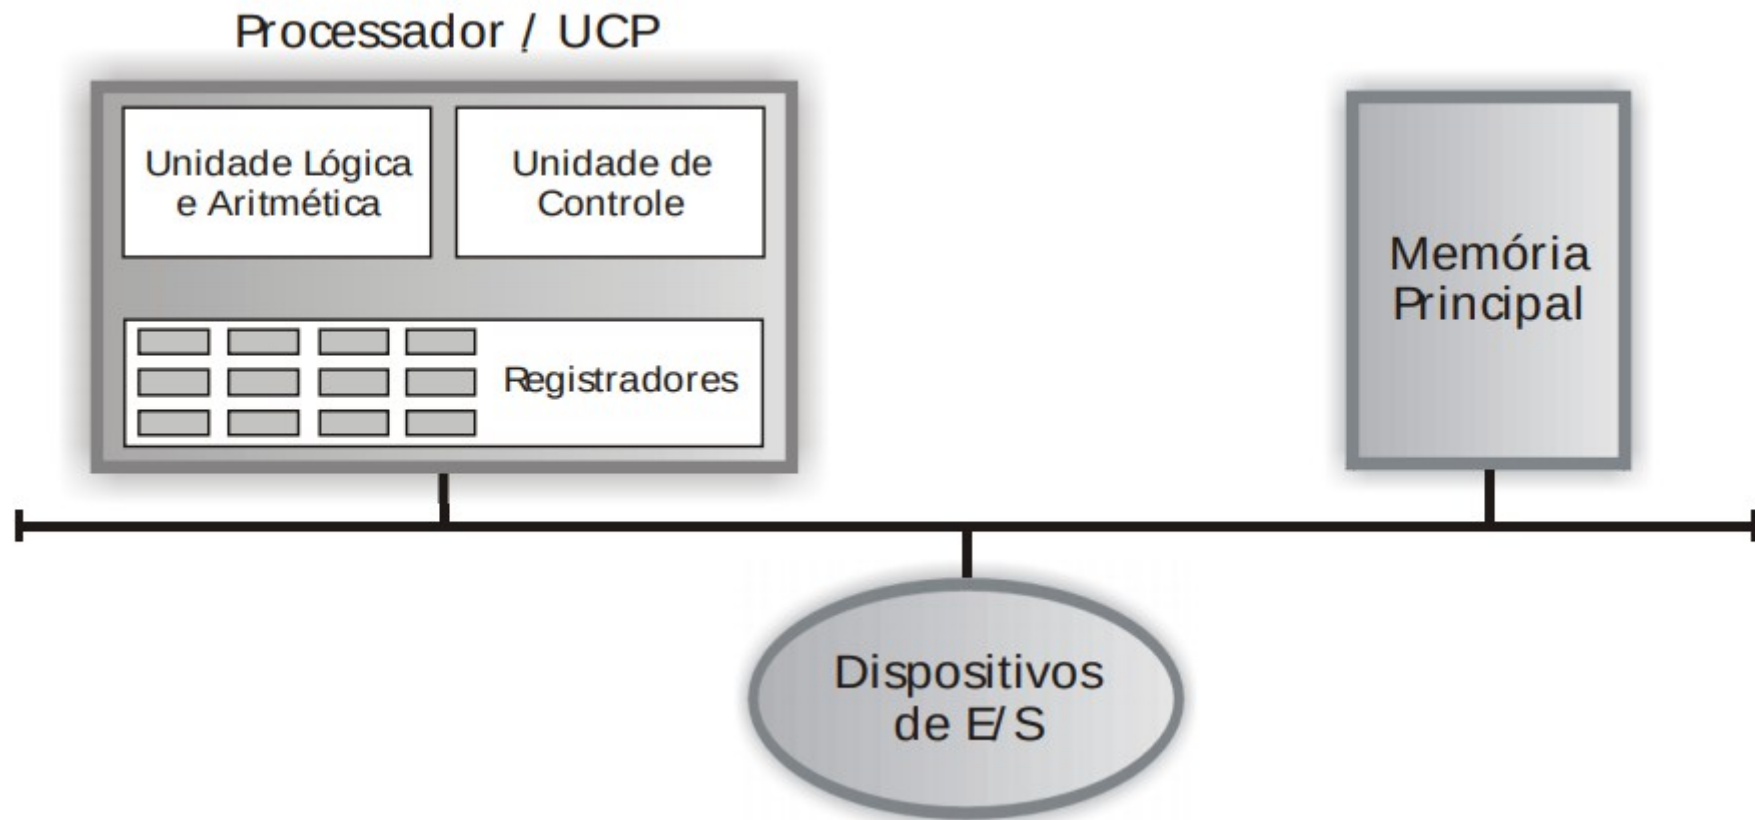 Processador / UCP
Unidade Lógica
e Aritmética
Unidade de
Controle
Registradores
Memória
Principal
Dispositivos
de E/S